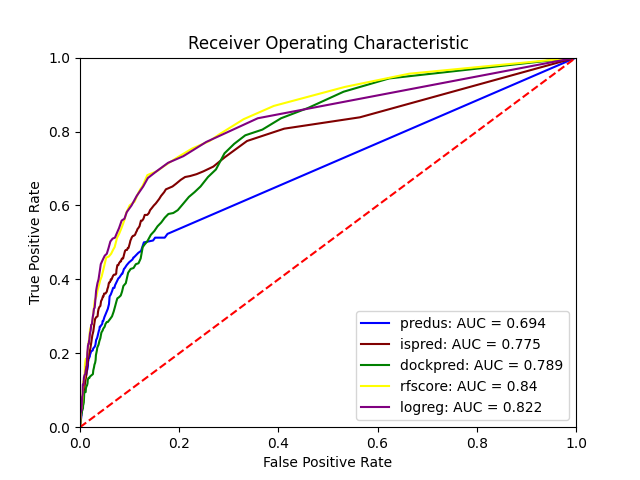 Receiver Operating Characteristic
True Positive Rate
1.0
0.8
0.6
0.4
0.2
0.0
predus: AUC = 0.694
ispred: AUC = 0.775
dockpred: AUC = 0.789
rfscore: AUC = 0.84
logreg: AUC = 0.822
0.0 0.2 0.4 0.6 0.8 1.0
False Positive Rate